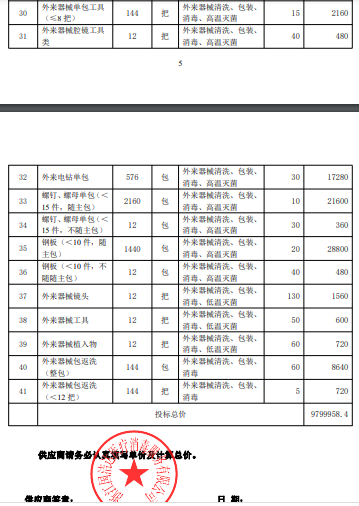 30 外来器械单包工具 144 把 外来器械清洗、包装、 15 2160
（≤8 把） 消毒、高温灭菌
31 外来器械腔镜工具 12 把 外来器械清洗、包装、 40 480
类 消毒、高温灭菌
5
32 外来电钻单包 576 包 外来器械清洗、包装、 30 17280
消毒、高温灭菌
33 螺钉、螺母单包（＜ 2160 包 外来器械清洗、包装、 10 21600
15 件，随主包） 消毒、高温灭菌
34 螺钉、螺母单包（＜ 12 包 外来器械清洗、包装、 30 360
15 件，不随主包） 消毒、高温灭菌
35 钢板（＜10 件，随 1440 包 外来器械清洗、包装、 20 28800
主包） 消毒、高温灭菌
36 钢板（＜10 件，不 12 包 外来器械清洗、包装、 40 480
随随主包） 消毒、高温灭菌
37 外来器械镜头 12 把 外来器械清洗、包装、 130 1560
消毒、低温灭菌
38 外来器械工具 12 把 外来器械清洗、包装、 50 600
消毒、低温灭菌
39 外来器械植入物 12 把 外来器械清洗、包装、 60 720
消毒、低温灭菌
40 外来器械包返洗 144 包 外来器械清洗、包装、 60 8640
（整包） 消毒
41 外来器械包返洗 144 把 外来器械清洗、包装、 5 720
（＜12 把） 消毒
投标总价 9799958.4
供应商请务必认真填写单价及计算总价。
供应商签章： 日 期：